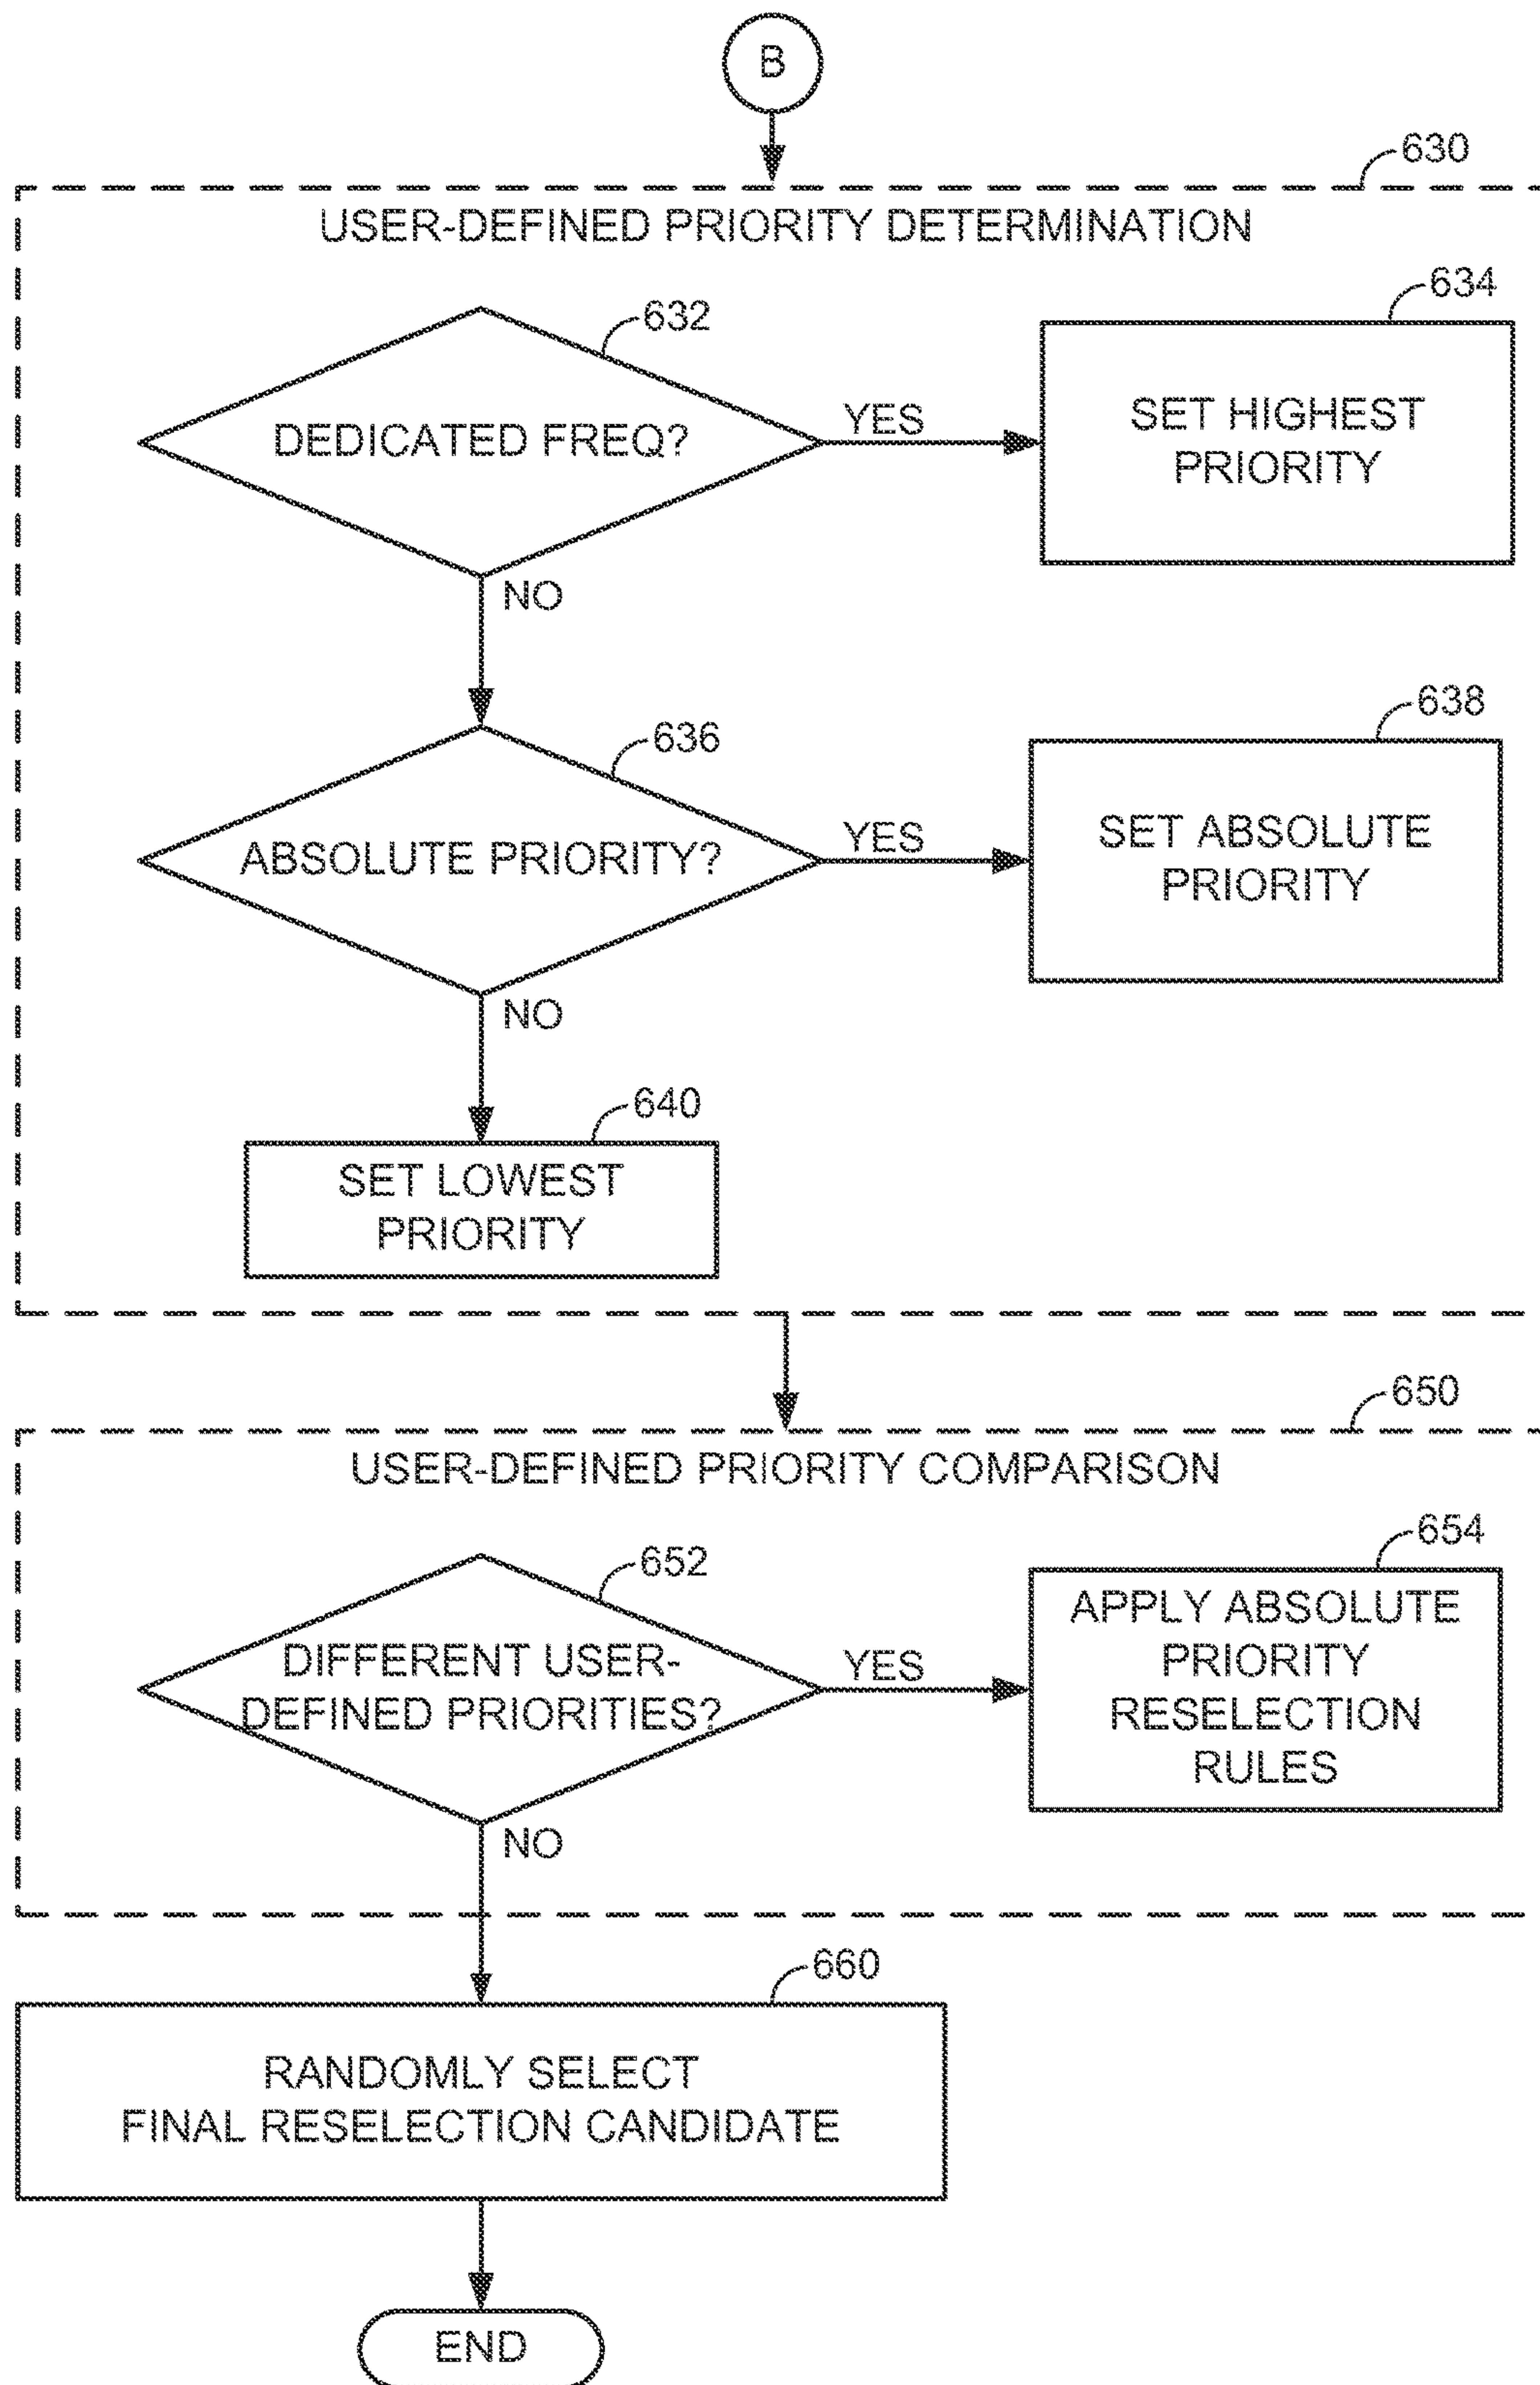 B
630
USER-DEFINED PRIORITY DETERMINATION
632
634
DEDICATED FREQ?
YES
SET HIGHEST
PRIORITY
NO
636
638
ABSOLUTE PRIORITY?
YES
SET ABSOLUTE
PRIORITY
NO
640
SET LOWEST
PRIORITY
650
USER-DEFINED PRIORITY COMPARISON
652
654
DIFFERENT USER-
DEFINED PRIORITIES?
YES
APPLY ABSOLUTE
PRIORITY
RESELECTION
RULES
NO
660
RANDOMLY SELECT
FINAL RESELECTION CANDIDATE
END